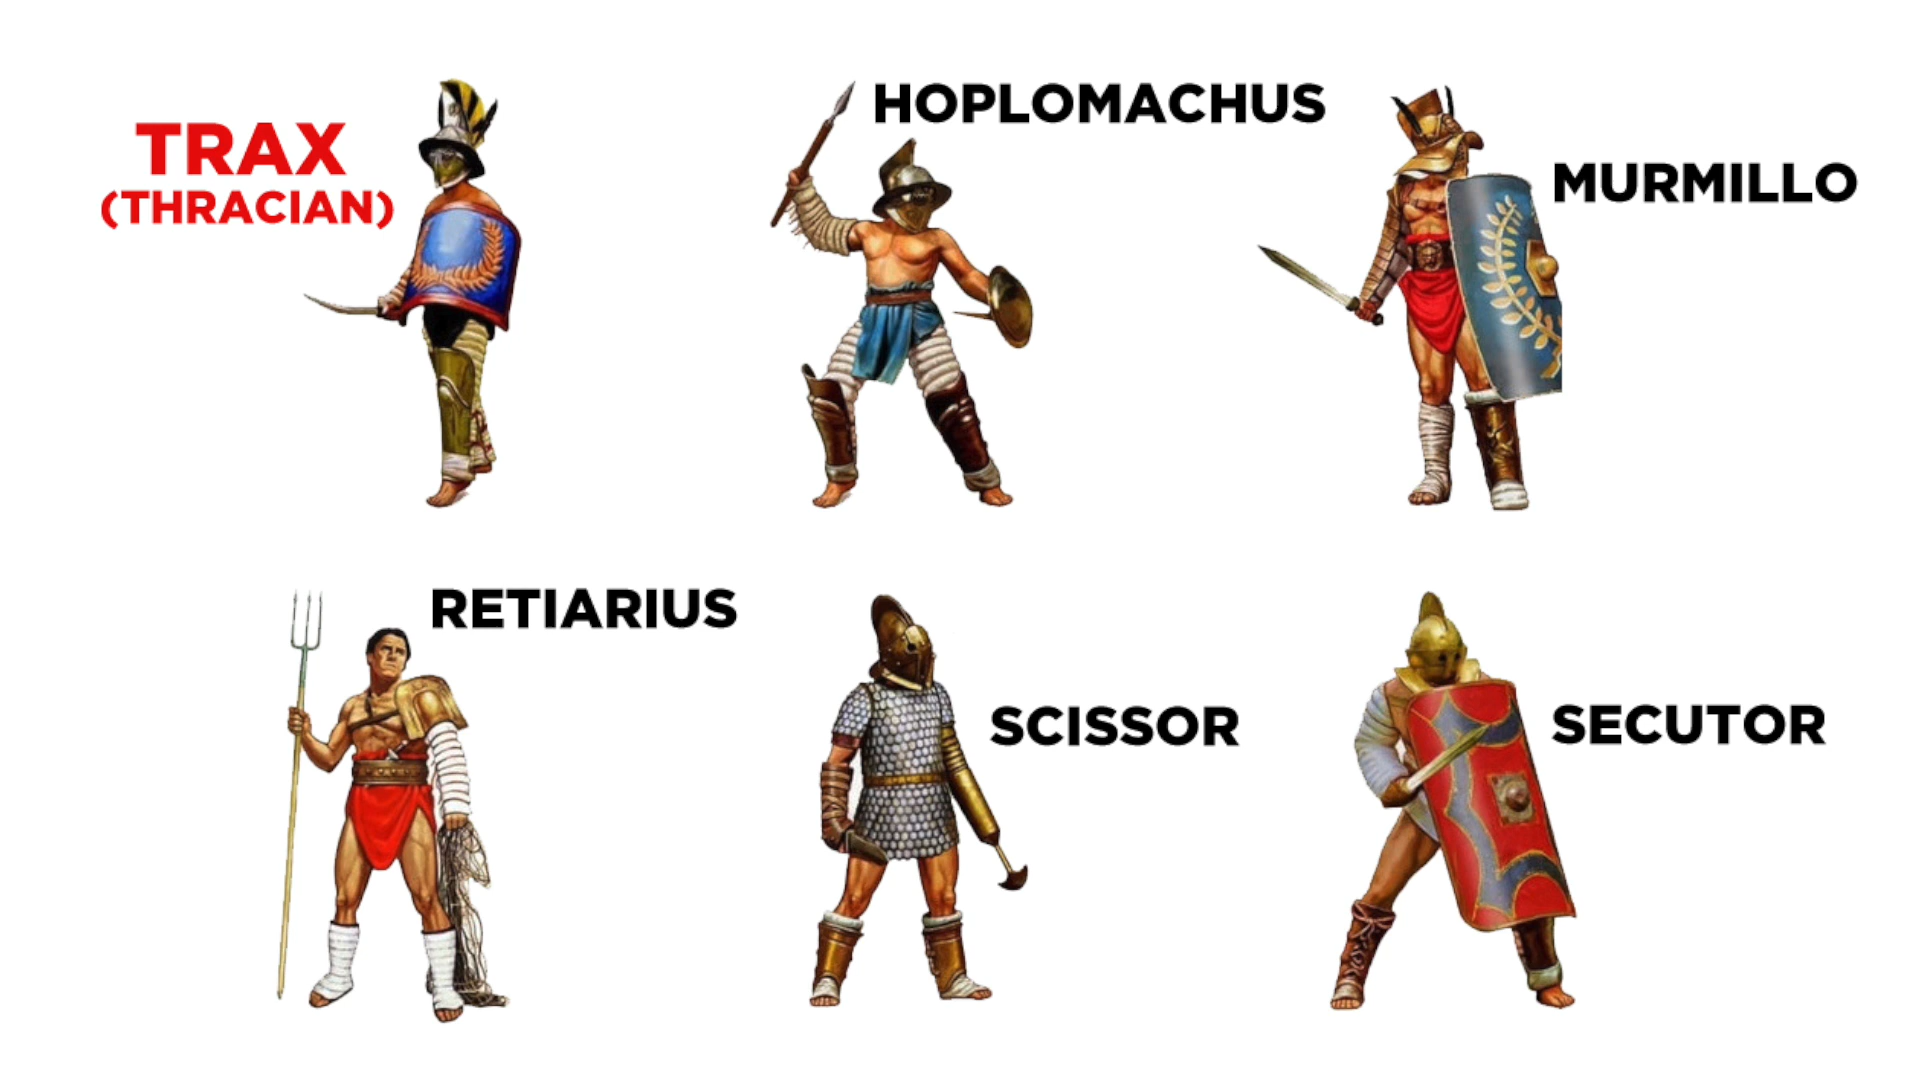 TRAX
(THRACIAN)
HOPLOMACHUS
MURMILLO
RETIARIUS
SCISSOR
SECUTOR